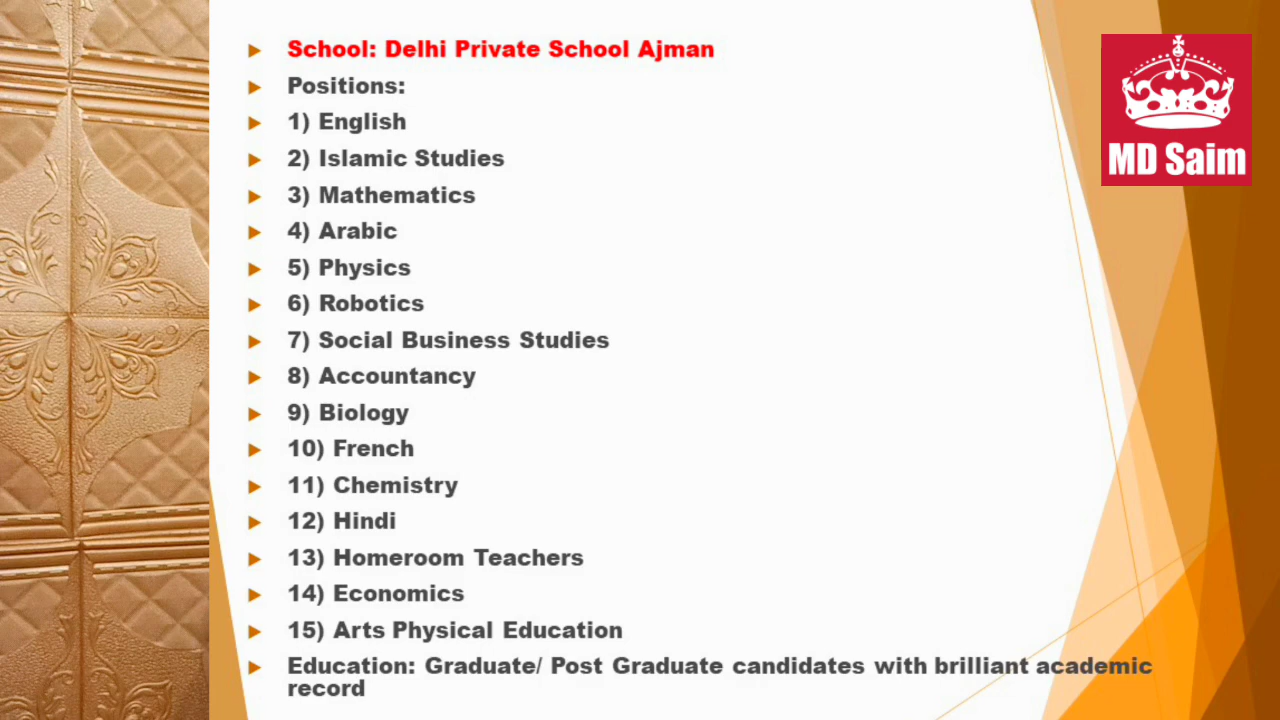 School: Delhi Private School Ajman
Positions:
1) English
2) Islamic Studies
3) Mathematics
4) Arabic
5) Physics
6) Robotics
7) Social Business Studies
8) Accountancy
9) Biology
10) French
11) Chemistry
12) Hindi
13) Homeroom Teachers
14) Economics
15) Arts Physical Education
Education: Graduate/ Post Graduate candidates with brilliant academic
record
MD Saim